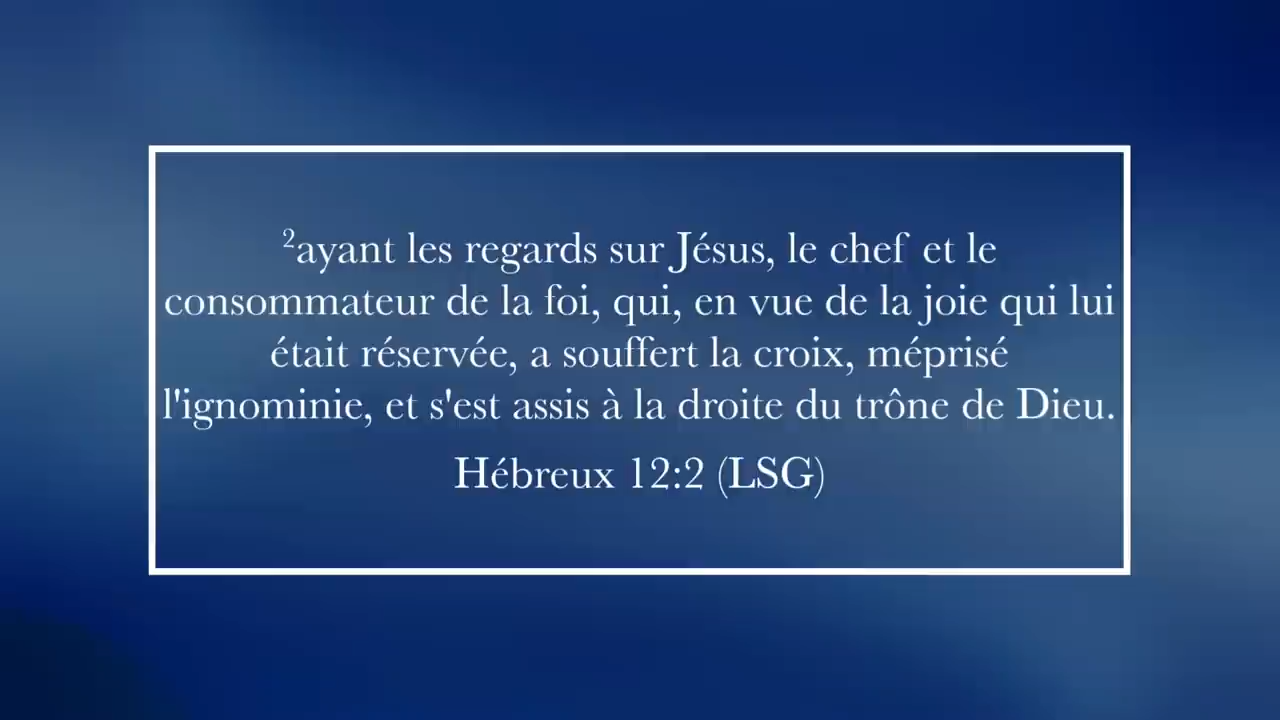 ²ayant les regards sur Jésus, le chef et le
consommateur de la foi, qui, en vue de la joie qui lui
était réservée, a souffert la croix, méprisé
l'ignominie, et s'est assis à la droite du trône de Dieu.
Hébreux 12:2 (LSG)